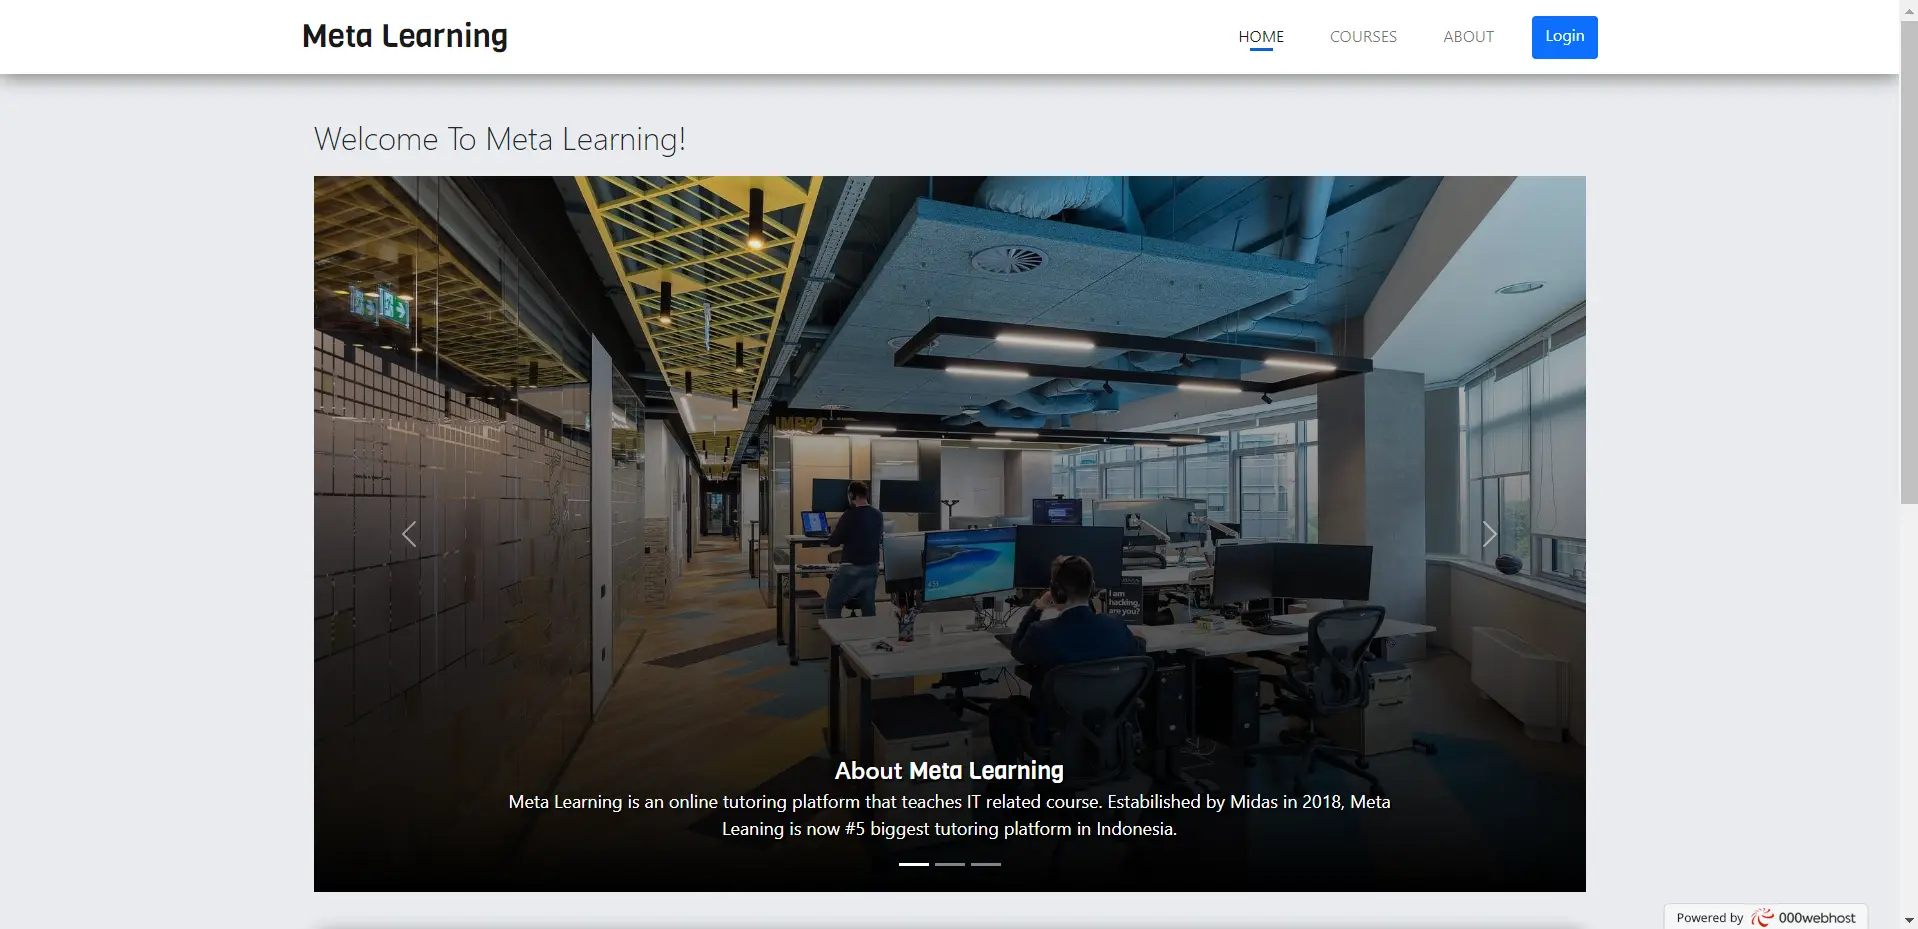 Meta Learning
HOME
COURSES
ABOUT
Login
Welcome To Meta Learning!
I am
hacking,
are you?
About Meta Learning
Meta Learning is an online tutoring platform that teaches IT related course. Estabilished by Midas in 2018, Meta
Leaning is now #5 biggest tutoring platform in Indonesia.
Powered by 000webhost